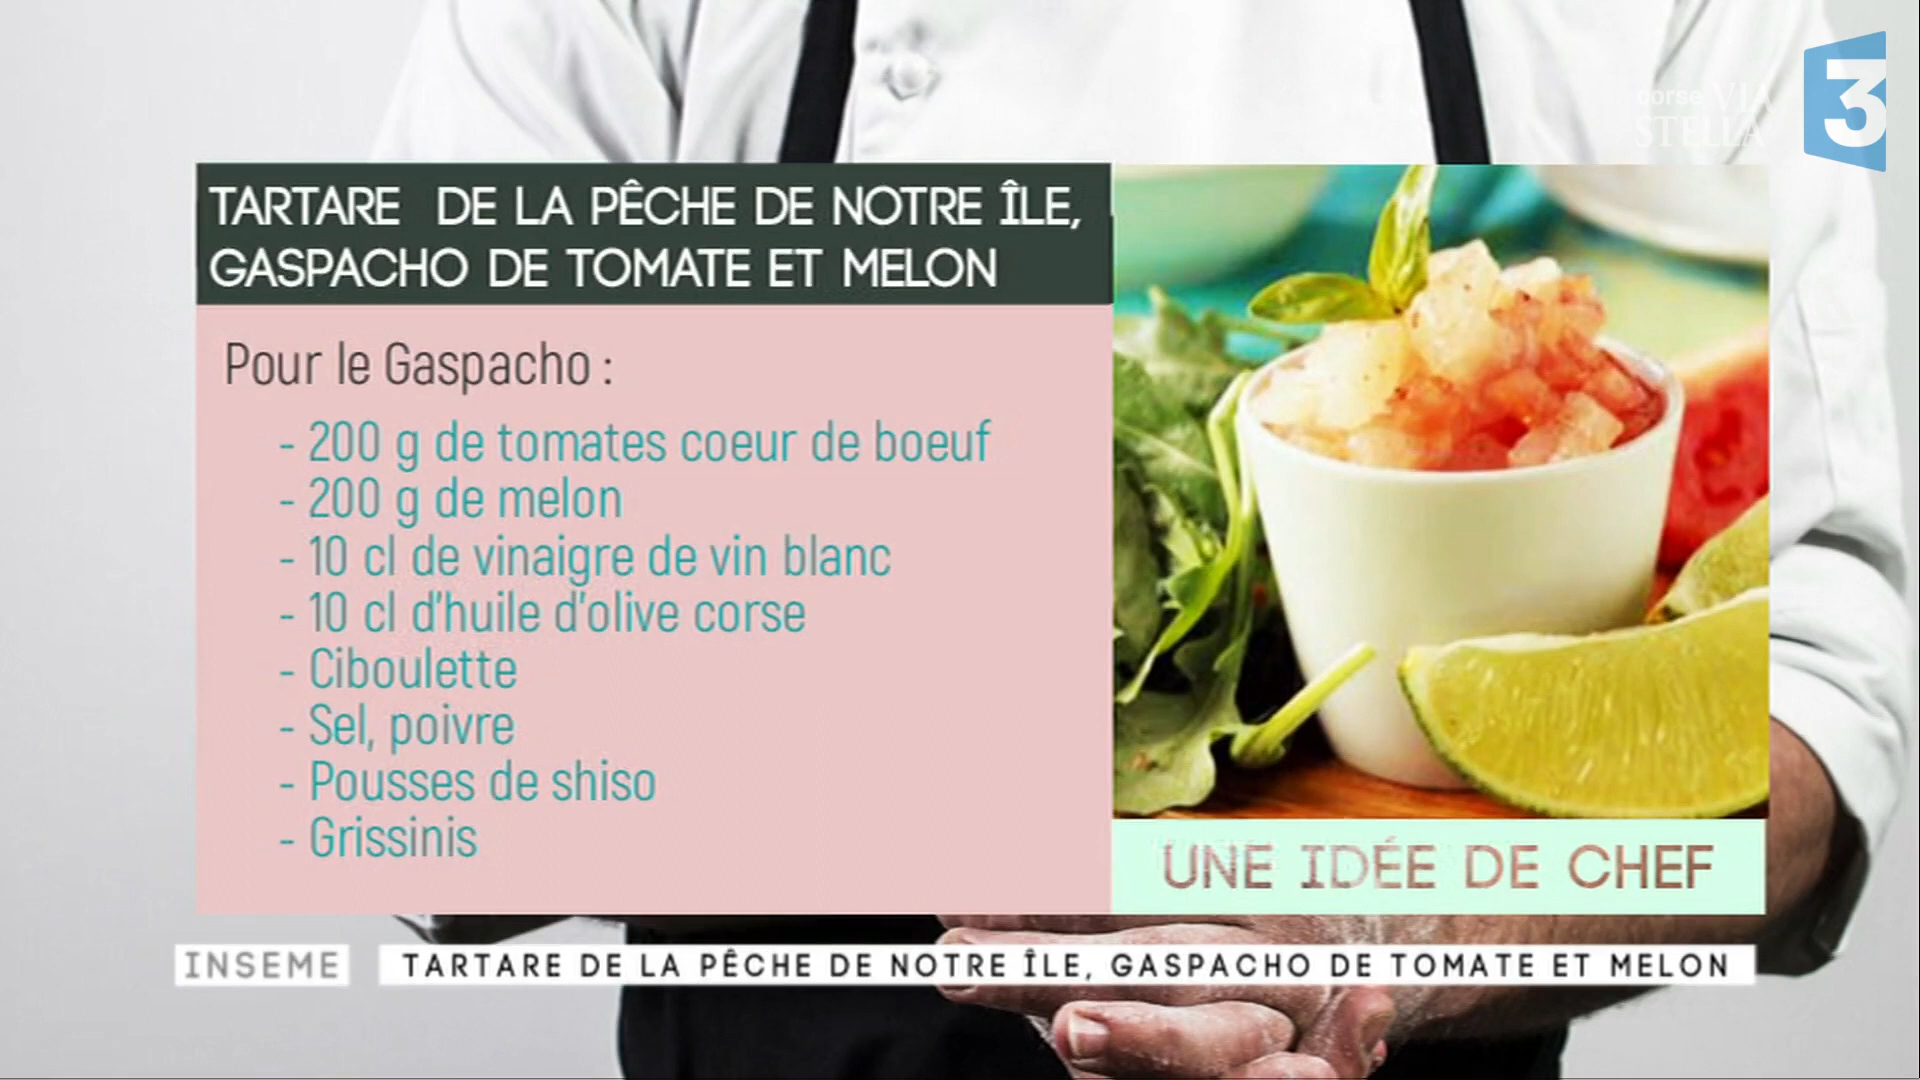 corse VIA
STELLA
3
TARTARE DE LA PÊCHE DE NOTRE ÎLE,
GASPACHO DE TOMATE ET MELON
Pour le Gaspacho :
- 200 g de tomates coeur de boeuf
- 200 g de melon
- 10 cl de vinaigre de vin blanc
- 10 cl d'huile d'olive corse
- Ciboulette
- Sel, poivre
- Pousses de shiso
- Grissinis
UNE IDÉE DE CHEF
INSEME
TARTARE DE LA PÊCHE DE NOTRE ÎLE, GASPACHO DE TOMATE ET MELON